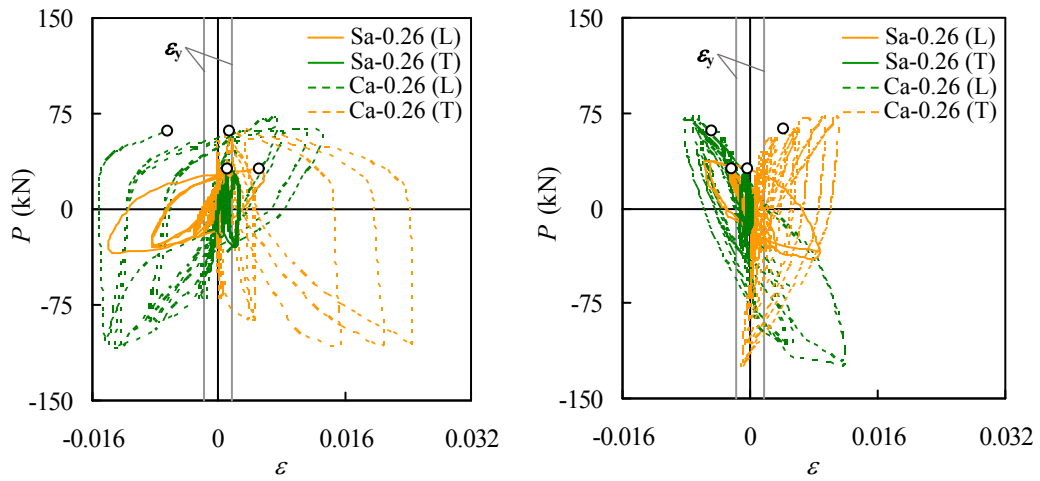 150
75
0
-75
-150
P (kN)
-0.016
0
0.016
0.032
ε
εy
Sa-0.26 (L)
Sa-0.26 (T)
Ca-0.26 (L)
Ca-0.26 (T)
150
75
0
-75
-150
P (kN)
-0.016
0
0.016
0.032
ε
εy
Sa-0.26 (L)
Sa-0.26 (T)
Ca-0.26 (L)
Ca-0.26 (T)